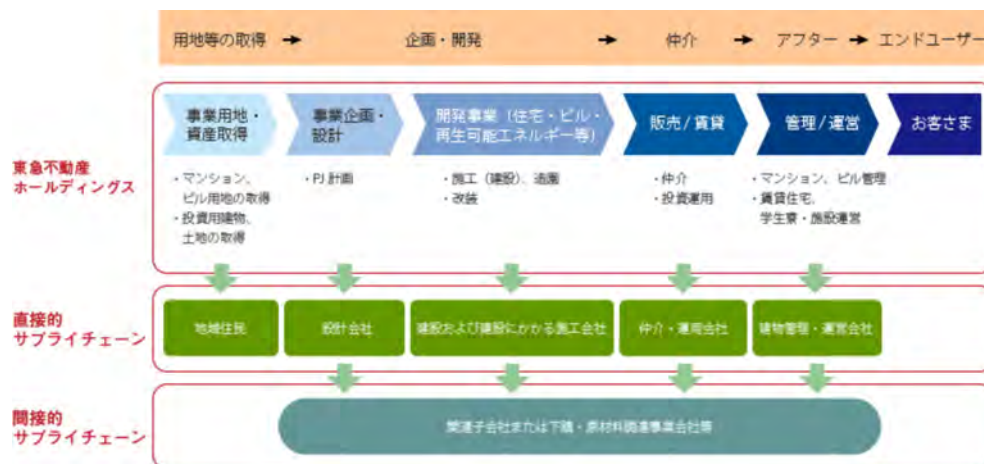 用地等の取得 → 企画・開発 → 仲介 → アフター → エンドユーザー
東急不動産
ホールディングス
事業用地・
資産取得
事業企画・
設計
開発事業（住宅・ビル・
再生可能エネルギー等）
販売/賃貸
管理/運営
お客さま
・マンション、
ビル用地の取得
・投資用建物、
土地の取得
・PJ計画
・施工（建設）、造園
・改装
・仲介
・投資運用
・マンション、ビル管理
・賃貸住宅、
学生寮・施設運営
直接的
サプライチェーン
地域住民
設計会社
建設および建設にかかる施工会社
仲介・運用会社
建物管理・運営会社
間接的
サプライチェーン
関連子会社または下請・原材料調達事業会社等